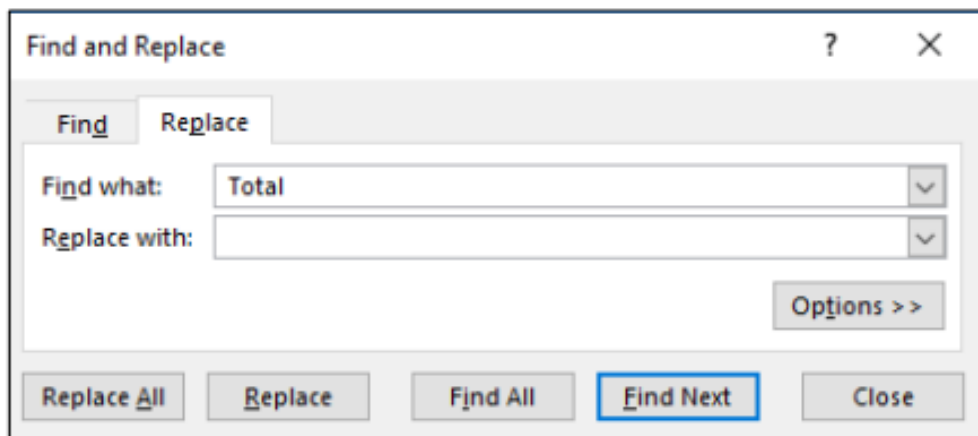 Find and Replace ?
Find Replace
Find what: Total
Replace with:
Options >>
Replace All Replace Find All Find Next Close